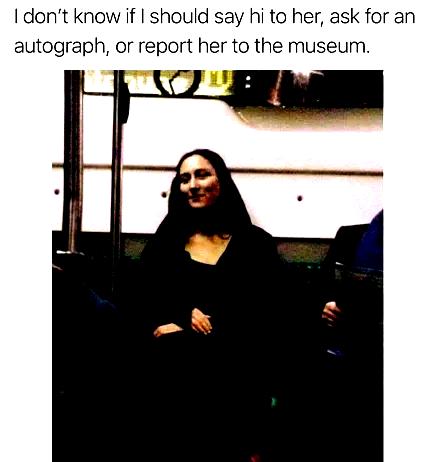 I don’t know if I should say hi to her, ask for an
autograph, or report her to the museum.